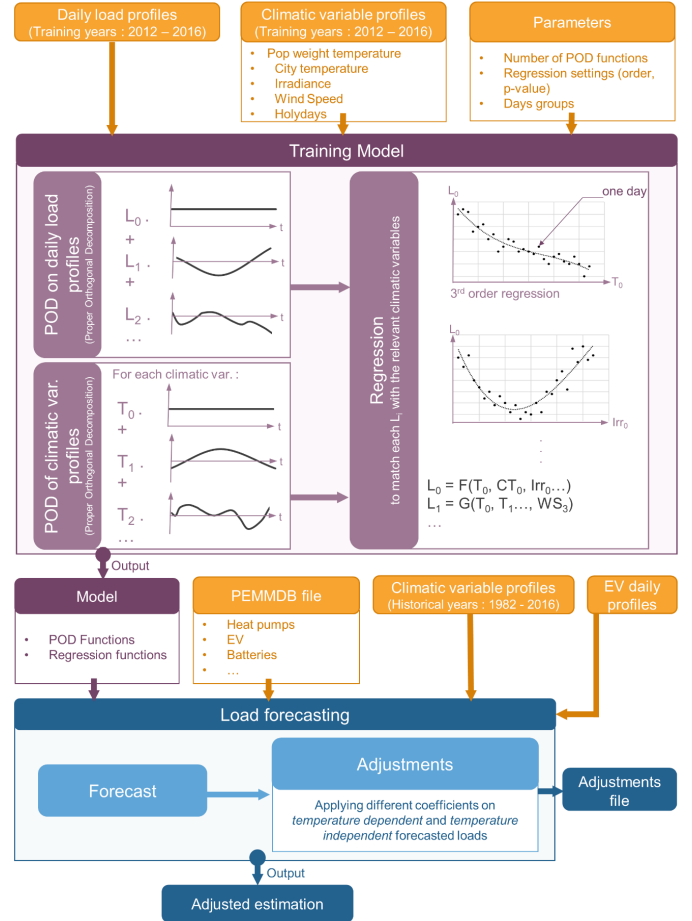 Daily load profiles
(Training years : 2012 – 2016)
Climatic variable profiles
(Training years : 2012 – 2016)
• Pop weight temperature
• City temperature
• Irradiance
• Wind Speed
• Holydays
Parameters
• Number of POD functions
• Regression settings (order,
p-value)
• Days groups
Training Model
POD on daily load
profiles
(Proper Orthogonal Decomposition)
L0 ·
t
+
L1 ·
t
+
L2 ·
t
…
POD of climatic var.
profiles
(Proper Orthogonal Decomposition)
For each climatic var. :
T0 ·
t
+
T1 ·
t
+
T2 ·
t
…
Regression
to match each Li with the relevant climatic variables
L0
one day
T0
3rd order regression
L0
Irr0
L0 = F(T0, CT0, Irr0…)
L1 = G(T0, T1…, WS3)
…
Output
Model
• POD Functions
• Regression functions
PEMMDB file
• Heat pumps
• EV
• Batteries
• …
Climatic variable profiles
(Historical years : 1982 - 2016)
EV daily
profiles
Load forecasting
Forecast
Adjustments
Applying different coefficients on
temperature dependent and temperature
independent forecasted loads
Adjustments
file
Output
Adjusted estimation